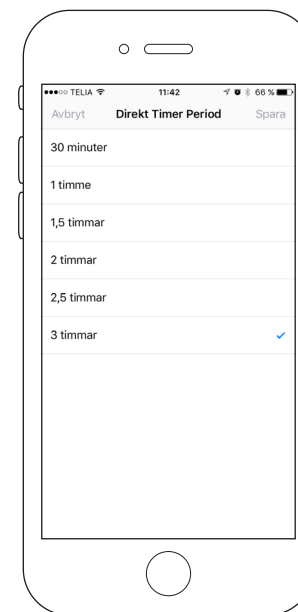 TELIA 11:42 66 %
Avbryt Direkt Timer Period Spara
30 minuter
1 timme
1,5 timmar
2 timmar
2,5 timmar
3 timmar